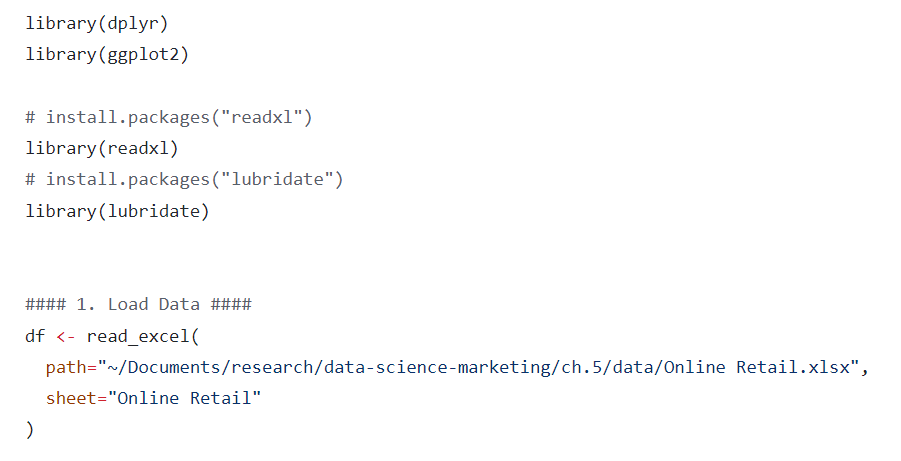 library(dplyr)
library(ggplot2)
# install.packages("readxl")
library(readxl)
# install.packages("lubridate")
library(lubridate)
#### 1. Load Data ####
df <- read_excel(
  path="~/Documents/research/data-science-marketing/ch.5/data/Online Retail.xlsx",
  sheet="Online Retail"
)